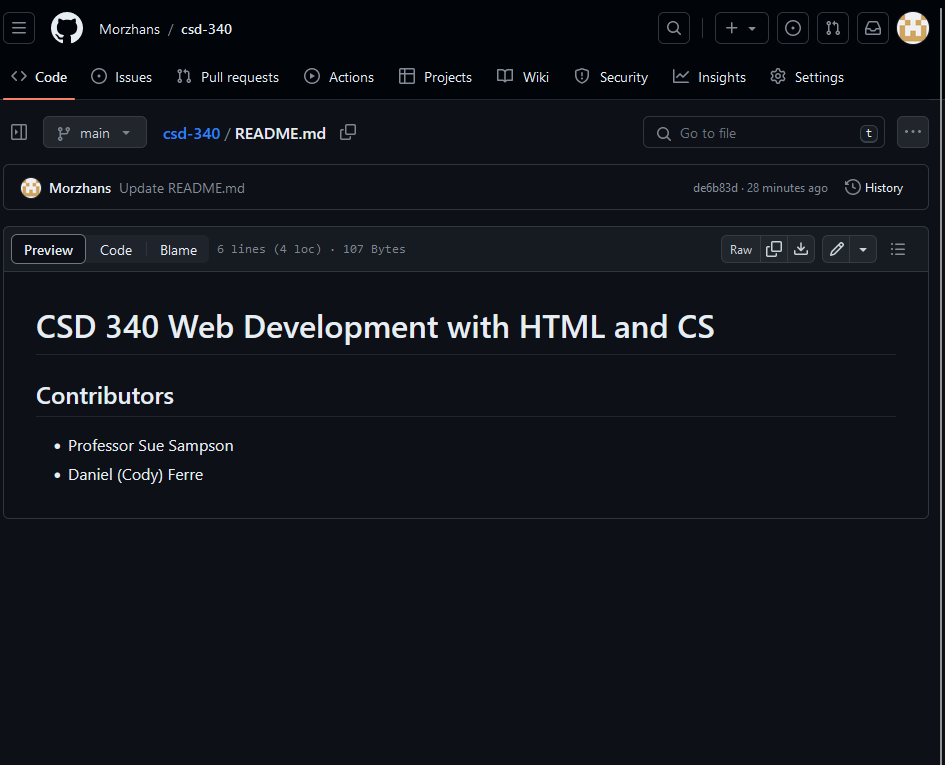 Morzhans / csd-340
Code Issues Pull requests Actions Projects Wiki Security Insights Settings
main csd-340 / README.md Go to file t
Morzhans Update README.md de6b83d · 28 minutes ago History
Preview Code Blame 6 lines (4 loc) · 107 Bytes Raw
CSD 340 Web Development with HTML and CS
Contributors
• Professor Sue Sampson
• Daniel (Cody) Ferre